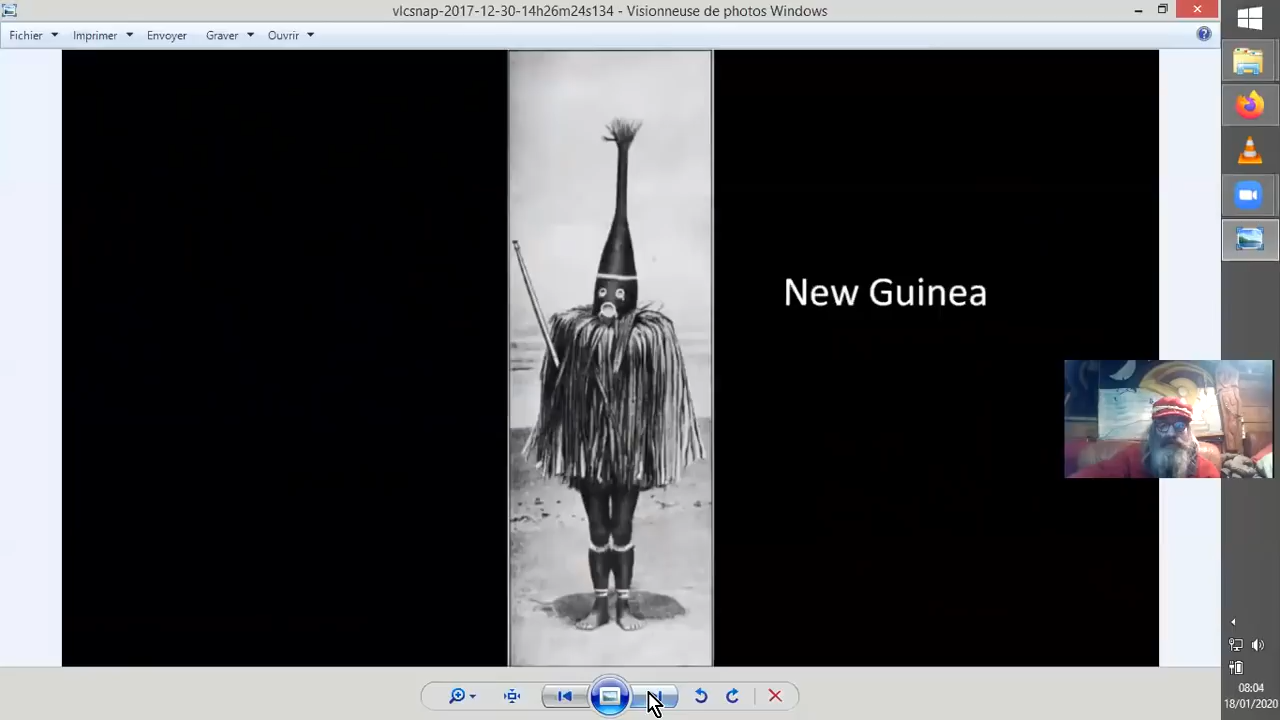 vlcsnap-2017-12-30-14h26m24s134 - Visionneuse de photos Windows
Fichier Imprimer Envoyer Graver Ouvrir
New Guinea
08:04
18/01/2020